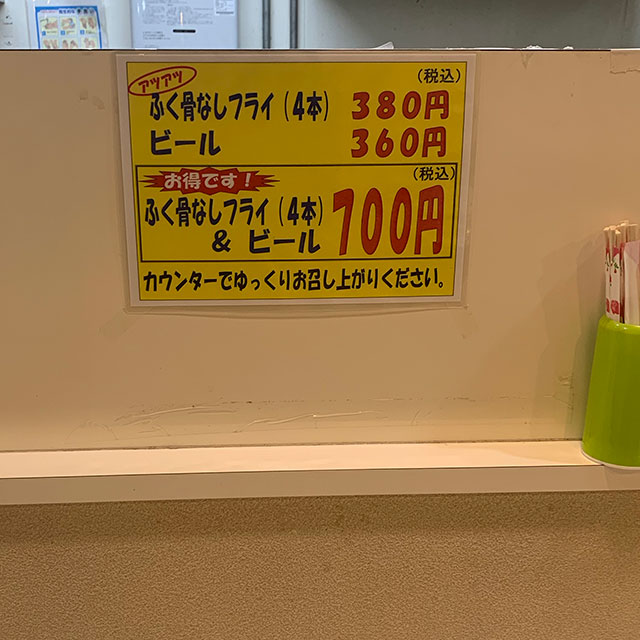 アツアツ
(税込)
ふく骨なしフライ(4本) 380円
ビール 360円
お得です! (税込)
ふく骨なしフライ(4本)
& ビール 700円
カウンターでゆっくりお召し上がりください。